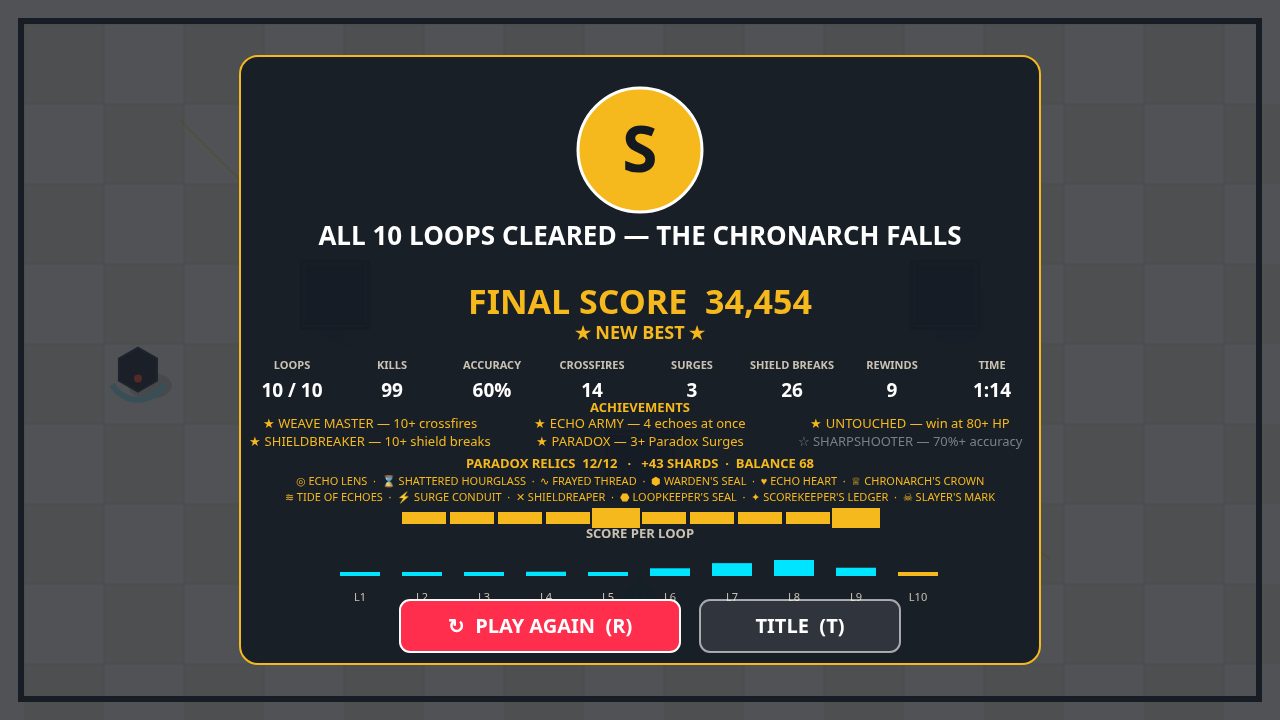 S
ALL 10 LOOPS CLEARED — THE CHRONARCH FALLS
FINAL SCORE 34,454
★ NEW BEST ★
LOOPS KILLS ACCURACY CROSSFIRES SURGES SHIELD BREAKS REWINDS TIME
10 / 10 99 60% 14 3 26 9 1:14
ACHIEVEMENTS
★ WEAVE MASTER — 10+ crossfires ★ ECHO ARMY — 4 echoes at once ★ UNTOUCHED — win at 80+ HP
★ SHIELDBREAKER — 10+ shield breaks ★ PARADOX — 3+ Paradox Surges ☆ SHARPSHOOTER — 70%+ accuracy
PARADOX RELICS 12/12 · +43 SHARDS · BALANCE 68
◎ ECHO LENS · ⌛ SHATTERED HOURGLASS · ∿ FRAYED THREAD · ⬢ WARDEN'S SEAL · ♥ ECHO HEART · ♕ CHRONARCH'S CROWN
≋ TIDE OF ECHOES · ⚡ SURGE CONDUIT · ✕ SHIELDREAPER · ⬣ LOOPKEEPER'S SEAL · ✦ SCOREKEEPER'S LEDGER · ☠ SLAYER'S MARK
SCORE PER LOOP
L1 L2 L3 L4 L5 L6 L7 L8 L9 L10
↻ PLAY AGAIN (R) TITLE (T)